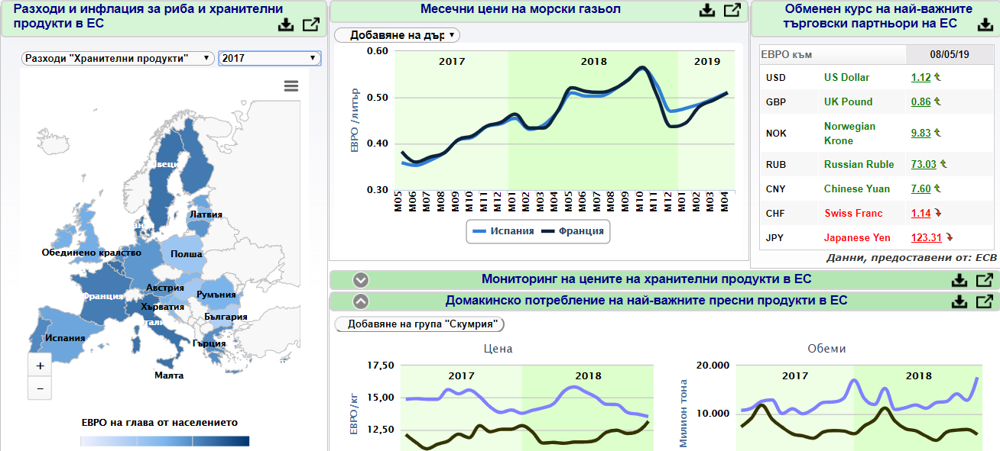 Разходи и инфлация за риба и хранителни
продукти в ЕС
Разходи "Хранителни продукти"
2017
Латвия
Обединено кралство
Полша
Австрия
Румъния
Франция
Хърватия
България
Испания
Гърция
Малта
+
−
ЕВРО на глава от населението
Месечни цени на морски газьол
Добавяне на дър
0.60
0.50
0.40
0.30
ЕВРО /литър
2017
2018
2019
M05
M06
M07
M08
M09
M10
M11
M12
M01
M02
M03
M04
M05
M06
M07
M08
M09
M10
M11
M12
M01
M02
M03
M04
Испания Франция
Обменен курс на най-важните
търговски партньори на ЕС
ЕВРО към 08/05/19
USD US Dollar 1.12
GBP UK Pound 0.86
NOK Norwegian Krone 9.83
RUB Russian Ruble 73.03
CNY Chinese Yuan 7.60
CHF Swiss Franc 1.14
JPY Japanese Yen 123.31
Данни, предоставени от: ЕСВ
Мониторинг на цените на хранителни продукти в ЕС
Домакинско потребление на най-важните пресни продукти в ЕС
Добавяне на група "Скумрия"
Цена
17,50
15,00
12,50
ЕВРО/кг
2017
2018
Обеми
20.000
10.000
Милион тона
2017
2018